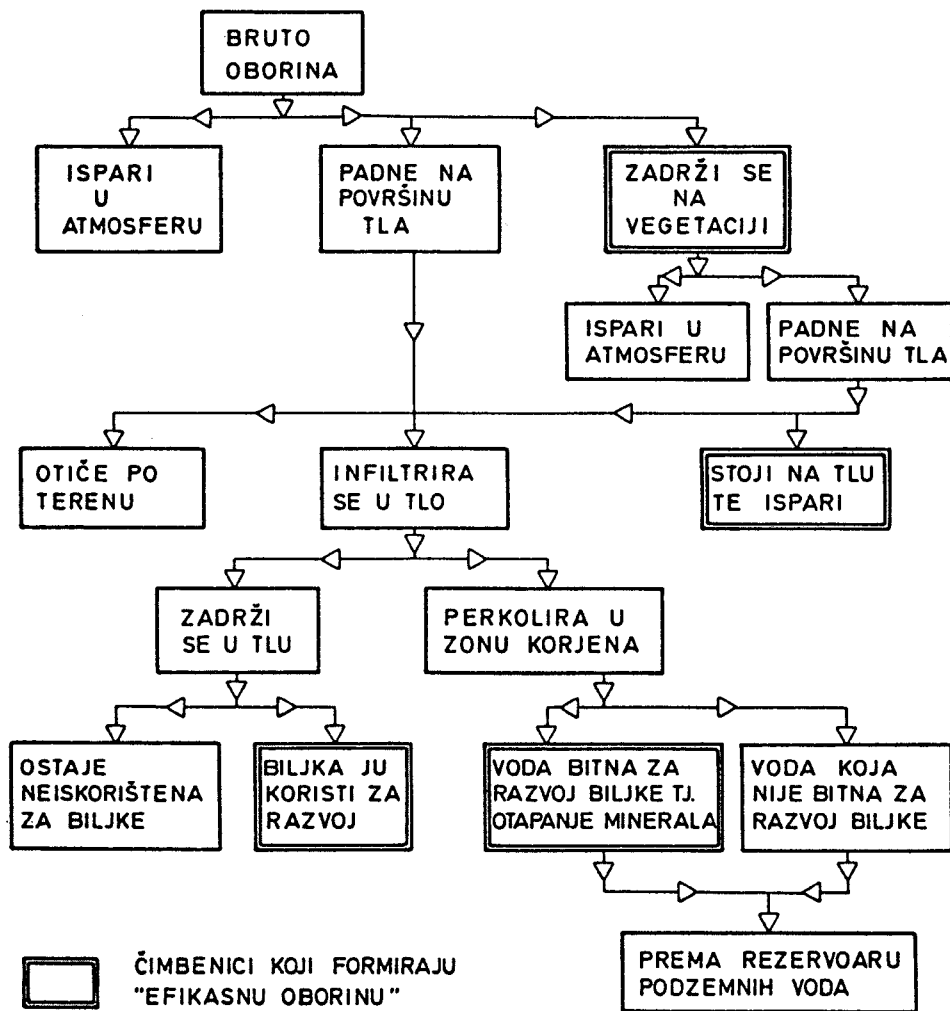 BRUTO
OBORINA
ISPARI
U
ATMOSFERU
PADNE NA
POVRŠINU
TLA
ZADRŽI SE
NA
VEGETACIJI
ISPARI U
ATMOSFERU
PADNE NA
POVRŠINU TLA
OTIČE PO
TERENU
INFILTRIRA
SE U TLO
STOJI NA TLU
TE ISPARI
ZADRŽI
SE U TLU
PERKOLIRA U
ZONU KORJENA
OSTAJE
NEISKORIŠTENA
ZA BILJKE
BILJKA JU
KORISTI ZA
RAZVOJ
VODA BITNA ZA
RAZVOJ BILJKE TJ.
OTAPANJE MINERALA
VODA KOJA
NIJE BITNA ZA
RAZVOJ BILJKE
PREMA REZERVOARU
PODZEMNIH VODA
ČIMBENICI KOJI FORMIRAJU
"EFIKASNU OBORINU"